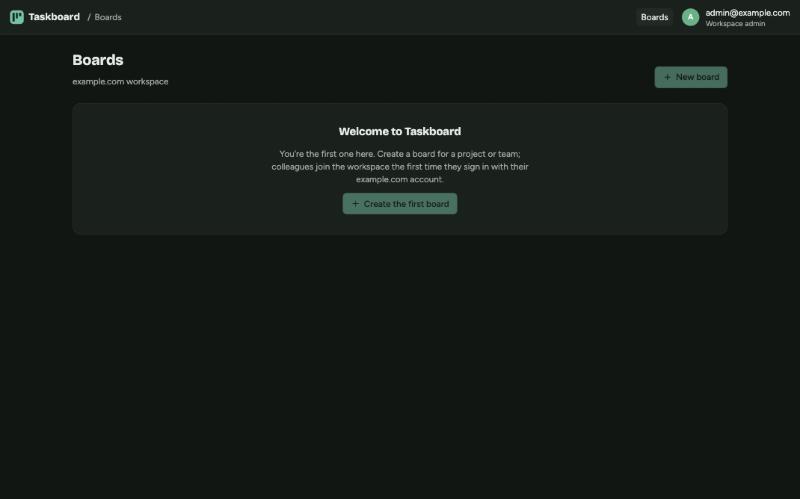 Taskboard / Boards
Boards
A
admin@example.com
Workspace admin
Boards
example.com workspace
+ New board
Welcome to Taskboard
You're the first one here. Create a board for a project or team;
colleagues join the workspace the first time they sign in with their
example.com account.
+ Create the first board